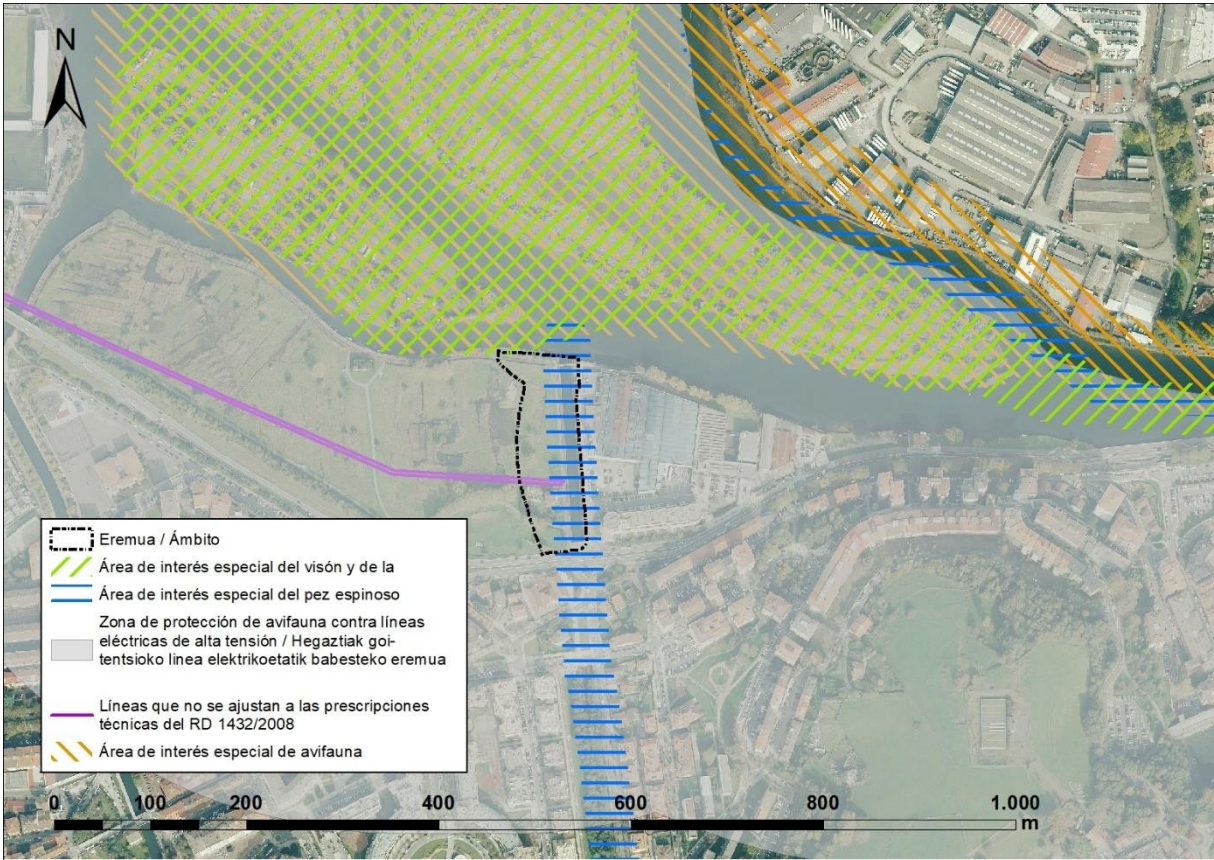 N
Eremua / Ámbito
Área de interés especial del visón y de la
Área de interés especial del pez espinoso
Zona de protección de avifauna contra líneas
eléctricas de alta tensión / Hegaztiak goi-
tentsioko linea elektrikoetatik babesteko eremua
Líneas que no se ajustan a las prescripciones
técnicas del RD 1432/2008
Área de interés especial de avifauna
0 100 200 400 600 800 1.000
m